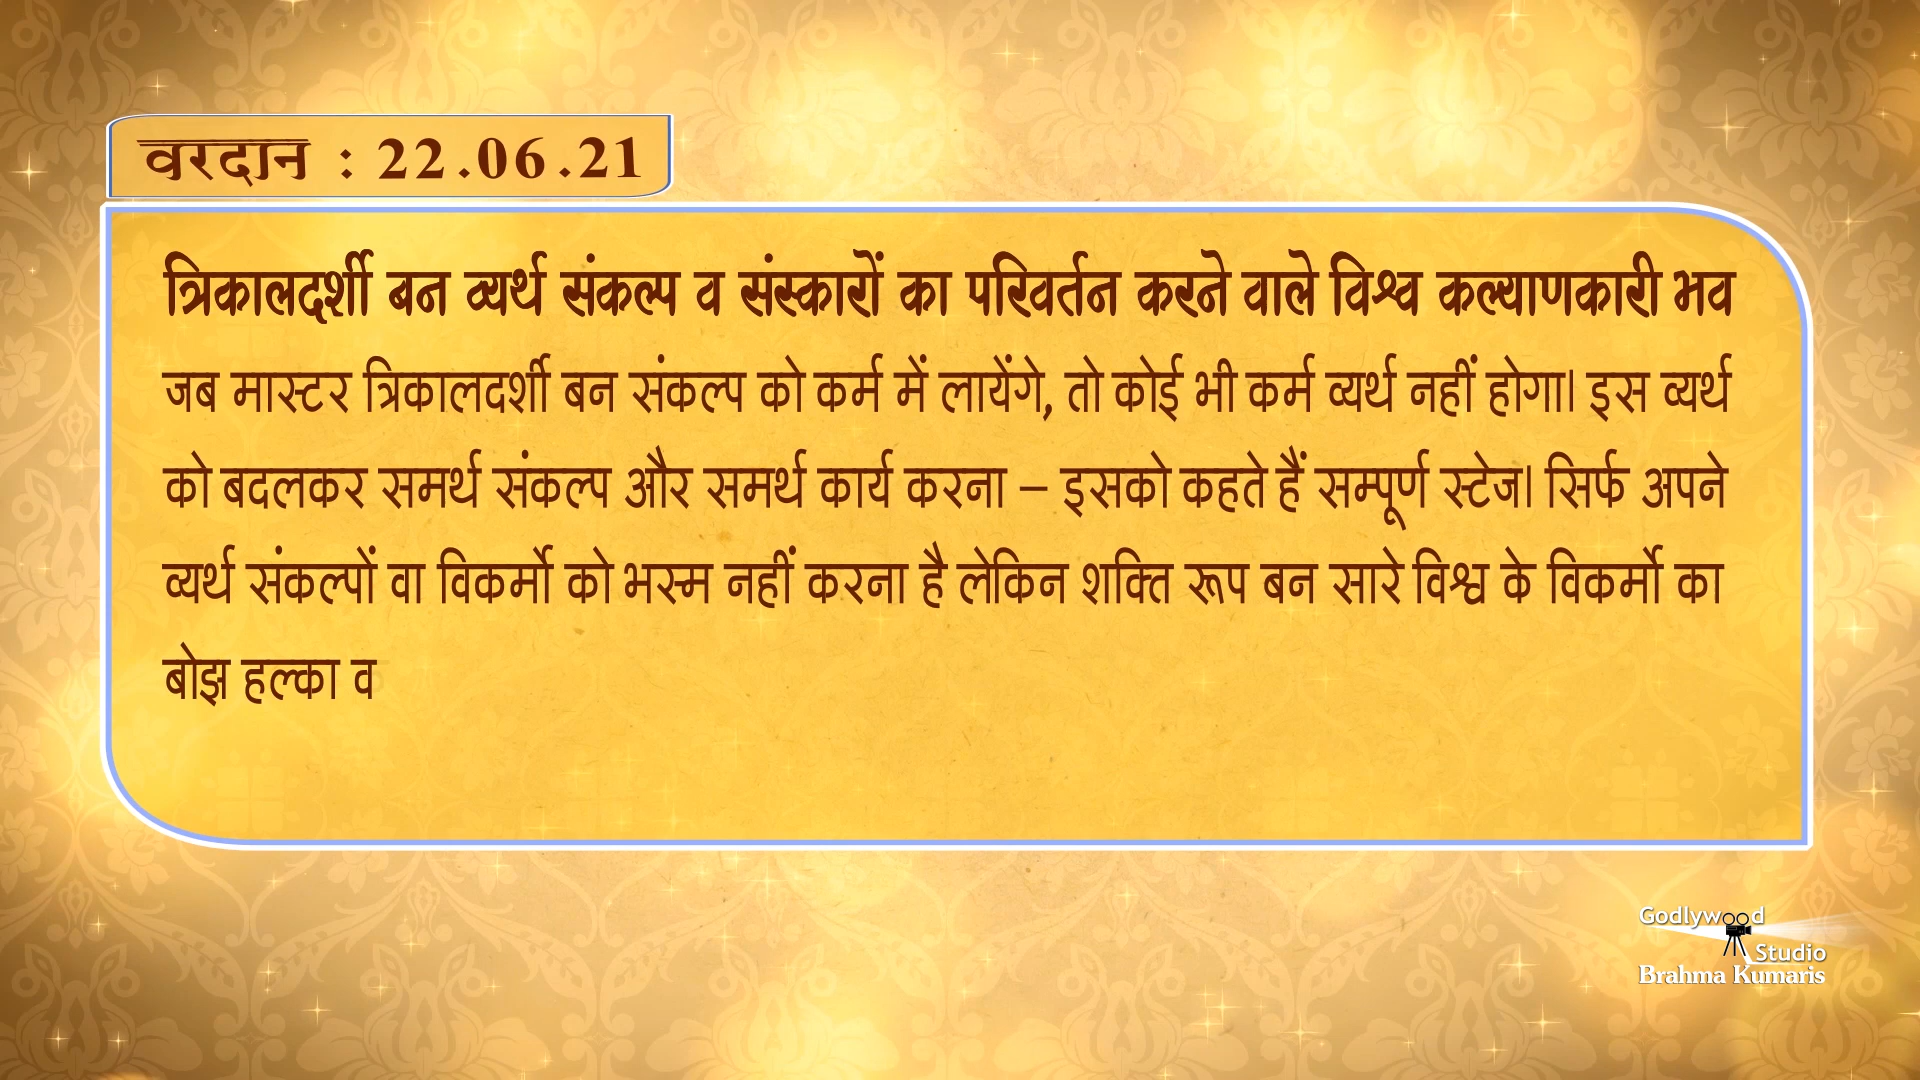 वरदान : 22.06.21
त्रिकालदर्शी बन व्यर्थ संकल्प व संस्कारों का परिवर्तन करने वाले विश्व कल्याणकारी भव
जब मास्टर त्रिकालदर्शी बन संकल्प को कर्म में लायेंगे, तो कोई भी कर्म व्यर्थ नहीं होगा। इस व्यर्थ
को बदलकर समर्थ संकल्प और समर्थ कार्य करना – इसको कहते हैं सम्पूर्ण स्टेज। सिर्फ अपने
व्यर्थ संकल्पों वा विकर्मो को भस्म नहीं करना है लेकिन शक्ति रूप बन सारे विश्व के विकर्मो का
बोझ हल्का व
Godlywood
Studio
Brahma Kumaris